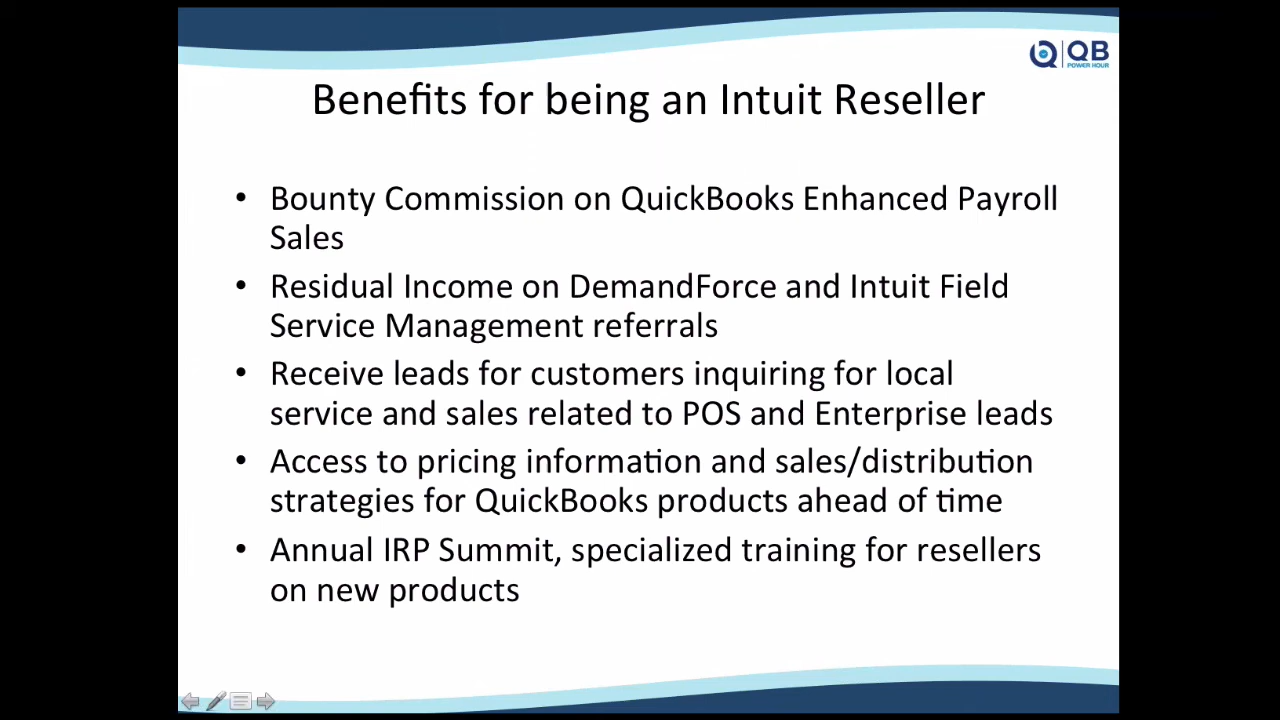 QB
POWER HOUR
Benefits for being an Intuit Reseller
• Bounty Commission on QuickBooks Enhanced Payroll
Sales
• Residual Income on DemandForce and Intuit Field
Service Management referrals
• Receive leads for customers inquiring for local
service and sales related to POS and Enterprise leads
• Access to pricing information and sales/distribution
strategies for QuickBooks products ahead of time
• Annual IRP Summit, specialized training for resellers
on new products